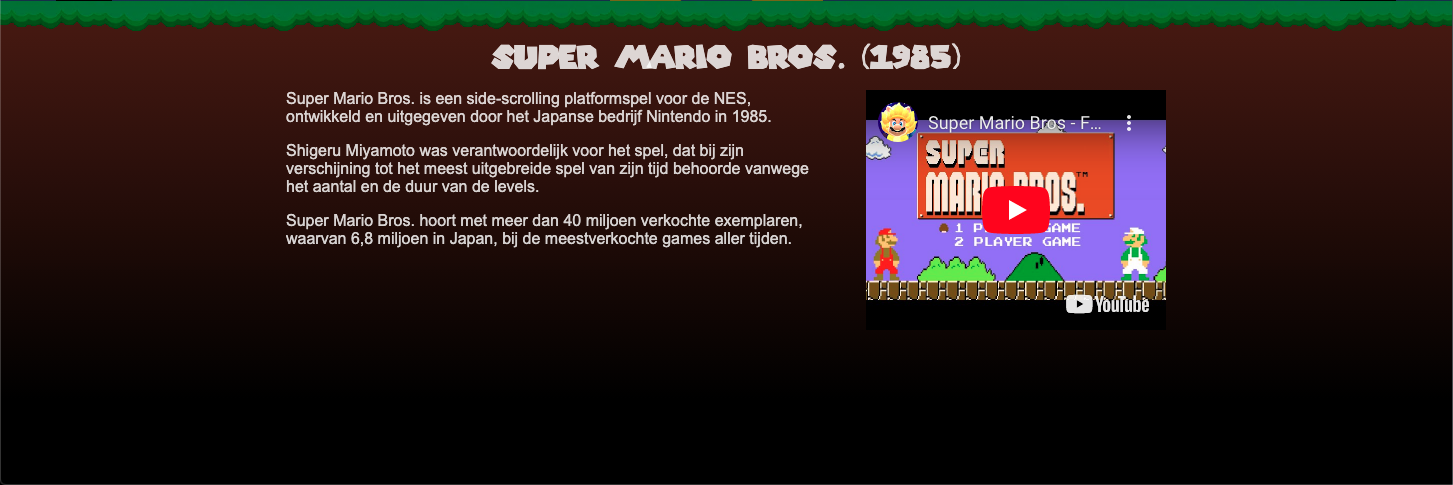 SUPER MARIO BROS. (1985)
Super Mario Bros. is een side-scrolling platformspel voor de NES,
ontwikkeld en uitgegeven door het Japanse bedrijf Nintendo in 1985.
Shigeru Miyamoto was verantwoordelijk voor het spel, dat bij zijn
verschijning tot het meest uitgebreide spel van zijn tijd behoorde vanwege
het aantal en de duur van de levels.
Super Mario Bros. hoort met meer dan 40 miljoen verkochte exemplaren,
waarvan 6,8 miljoen in Japan, bij de meestverkochte games aller tijden.
Super Mario Bros - F...
SUPER
MARIO BROS.™
1 P GAME
2 PLAYER GAME
YouTube